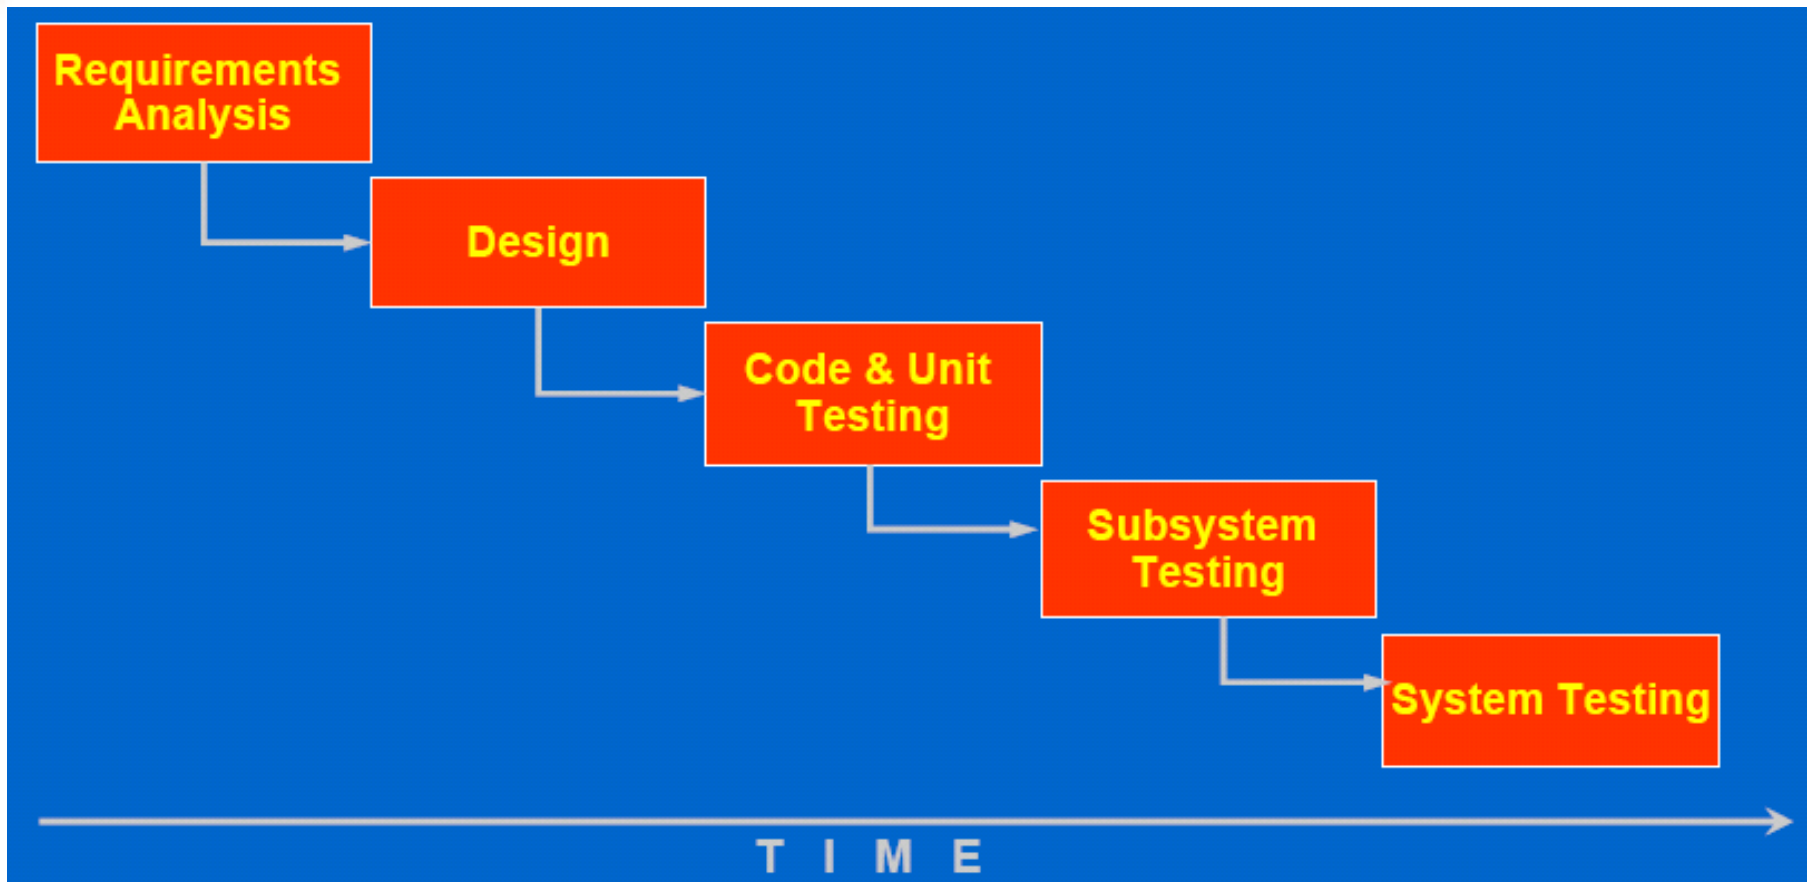 Requirements
Analysis
Design
Code & Unit
Testing
Subsystem
Testing
System Testing
T I M E